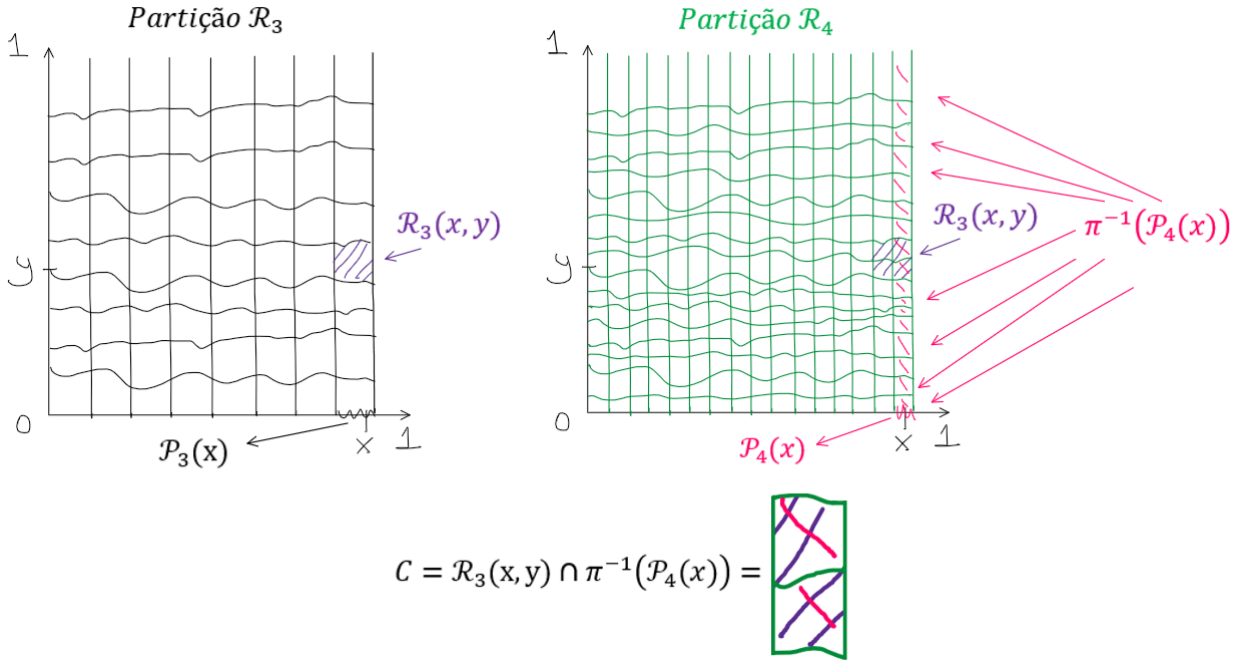 Partição ℛ₃
Partição ℛ₄
1
1
ℛ₃(x, y)
ℛ₃(x, y)
π⁻¹(𝒫₄(x))
y
y
0
𝒫₃(x)
x
1
0
𝒫₄(x)
x
1
C = ℛ₃(x,y) ∩ π⁻¹(𝒫₄(x)) =